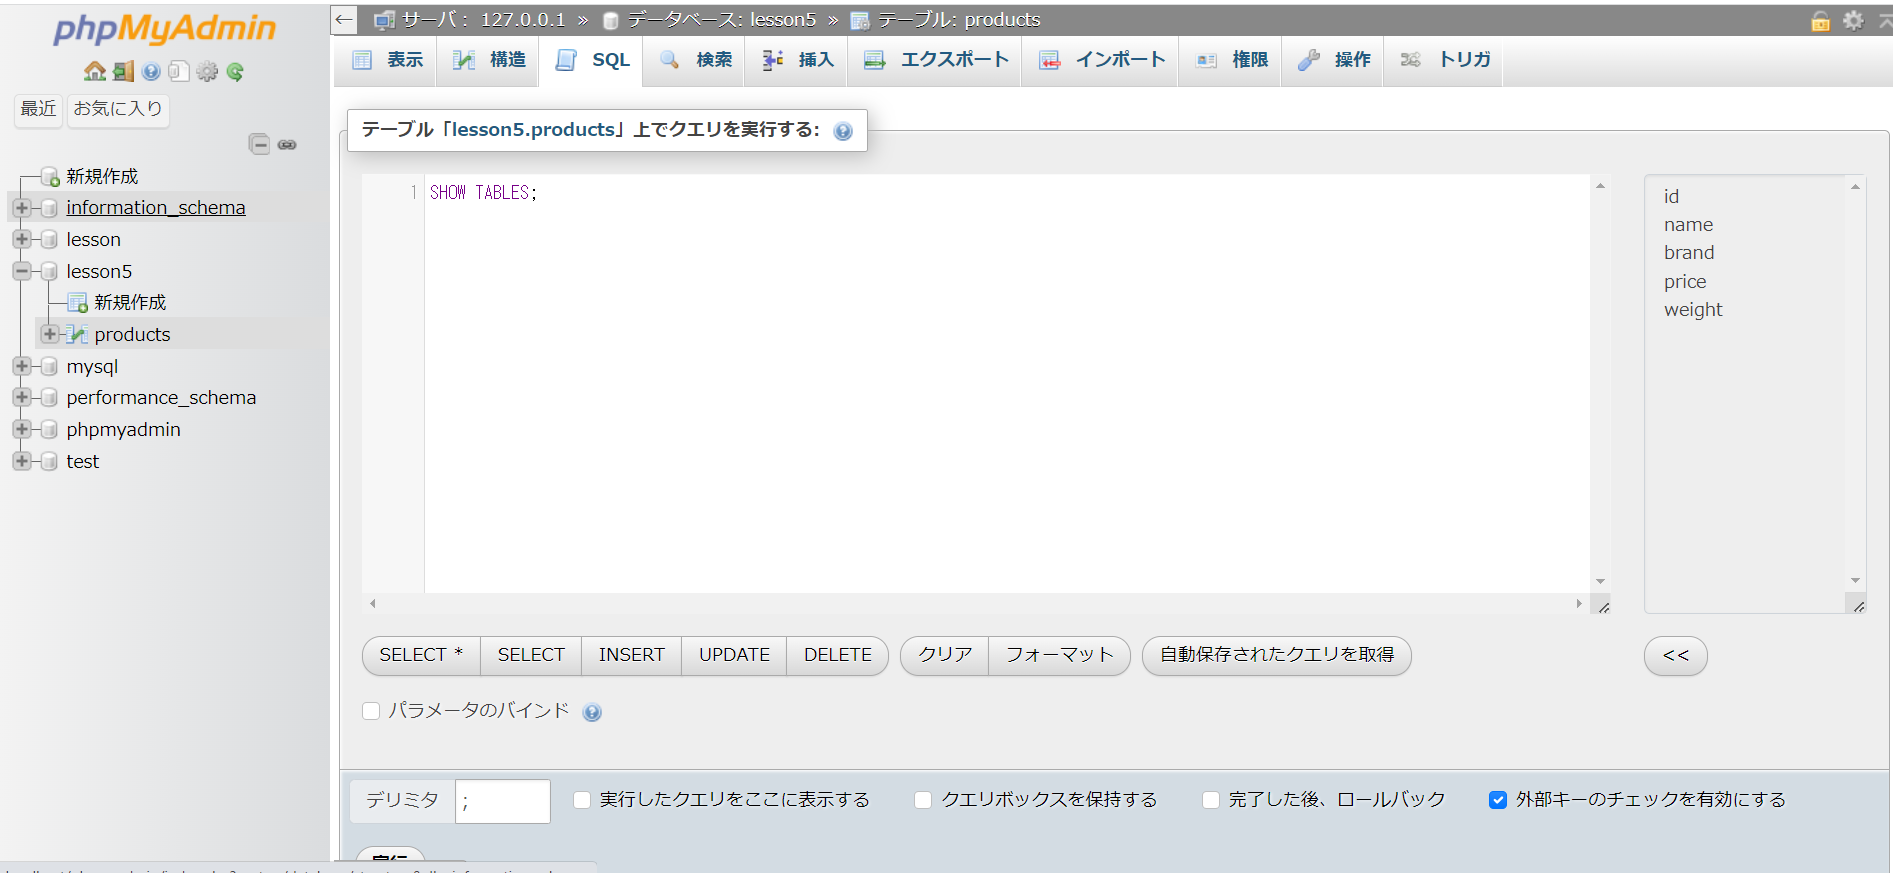 phpMyAdmin
最近 お気に入り
新規作成
information_schema
lesson
lesson5
新規作成
products
mysql
performance_schema
phpmyadmin
test
← サーバ： 127.0.0.1 » データベース: lesson5 » テーブル: products
表示 構造 SQL 検索 挿入 エクスポート インポート 権限 操作 トリガ
テーブル「lesson5.products」上でクエリを実行する:
1 SHOW TABLES;
id
name
brand
price
weight
SELECT * SELECT INSERT UPDATE DELETE クリア フォーマット 自動保存されたクエリを取得 <<
パラメータのバインド
デリミタ ; 実行したクエリをここに表示する クエリボックスを保持する 完了した後、ロールバック 外部キーのチェックを有効にする
実行